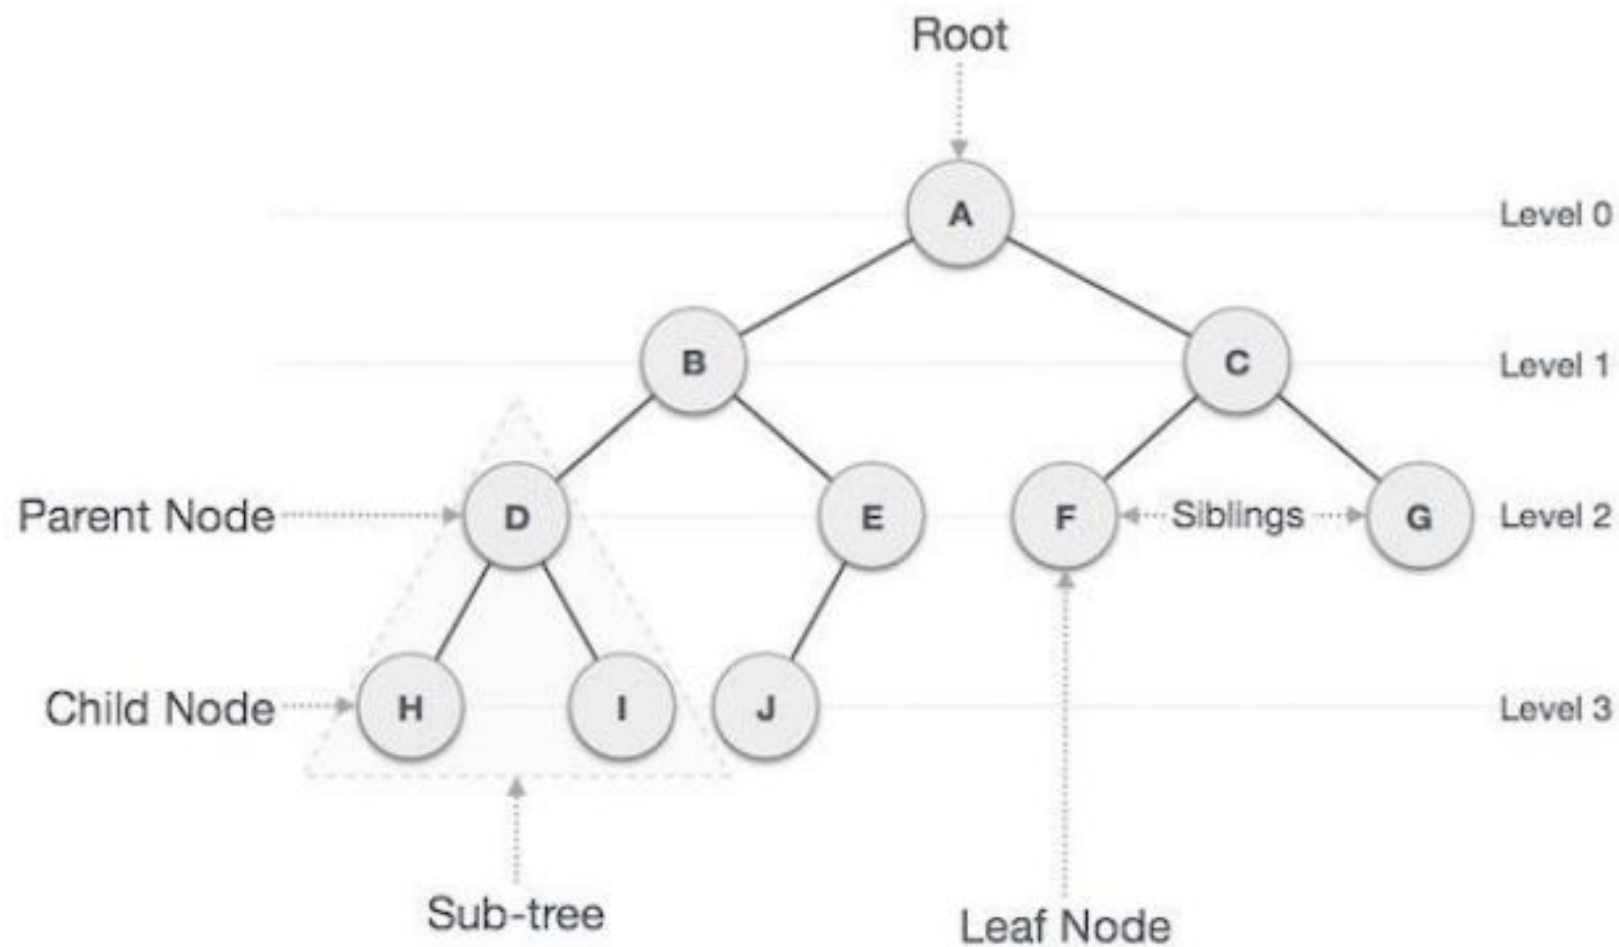 Root
A
Level 0
B
C
Level 1
Parent Node
D
E
F
Siblings
G
Level 2
Child Node
H
I
J
Level 3
Sub-tree
Leaf Node